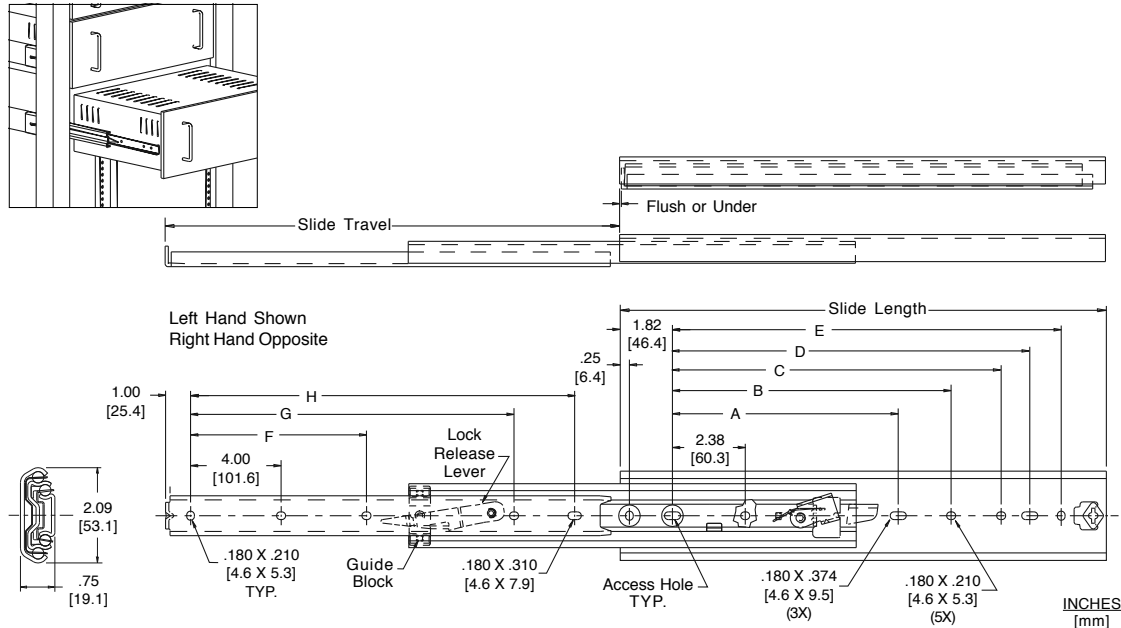 Flush or Under
Slide Travel
Left Hand Shown
Right Hand Opposite
Slide Length
1.82
[46.4]
E
D
.25
[6.4]
C
1.00
[25.4]
H
B
G
A
F
Lock
Release
Lever
4.00
[101.6]
2.38
[60.3]
2.09
[53.1]
.180 X .210
[4.6 X 5.3]
TYP.
Guide
Block
.180 X .310
[4.6 X 7.9]
Access Hole
TYP.
.180 X .374
[4.6 X 9.5]
(3X)
.180 X .210
[4.6 X 5.3]
(5X)
.75
[19.1]
INCHES
[mm]